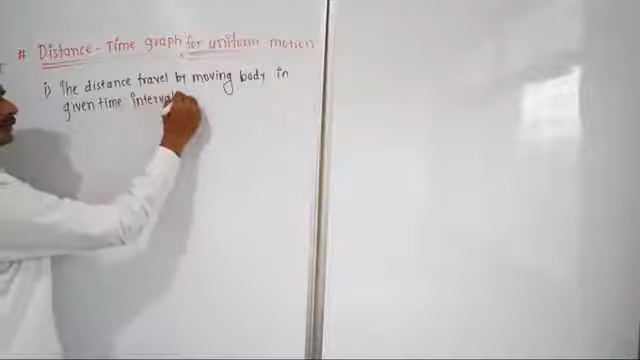 # Distance - Time graph for uniform motion
i) The distance travel by moving body in
given time interval